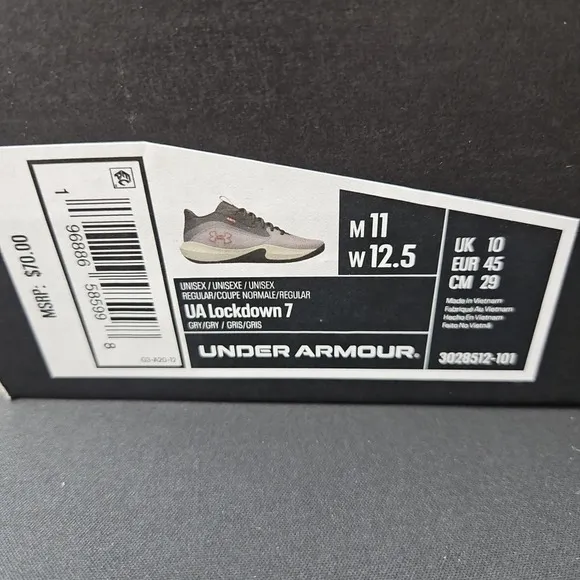 MSRP: $70.00
1 96886 58599 8
M 11
W 12.5
UK 10
EUR 45
CM 29
UNISEX / UNISEXE / UNISEX
REGULAR/COUPE NORMALE/REGULAR
UA Lockdown 7
GRY/GRY / GRIS/GRIS
UNDER ARMOUR®
Made In Vietnam
Fabriqué Au Vietnam
Hecho En Vietnam
Feito No Vietnã
3028512-101